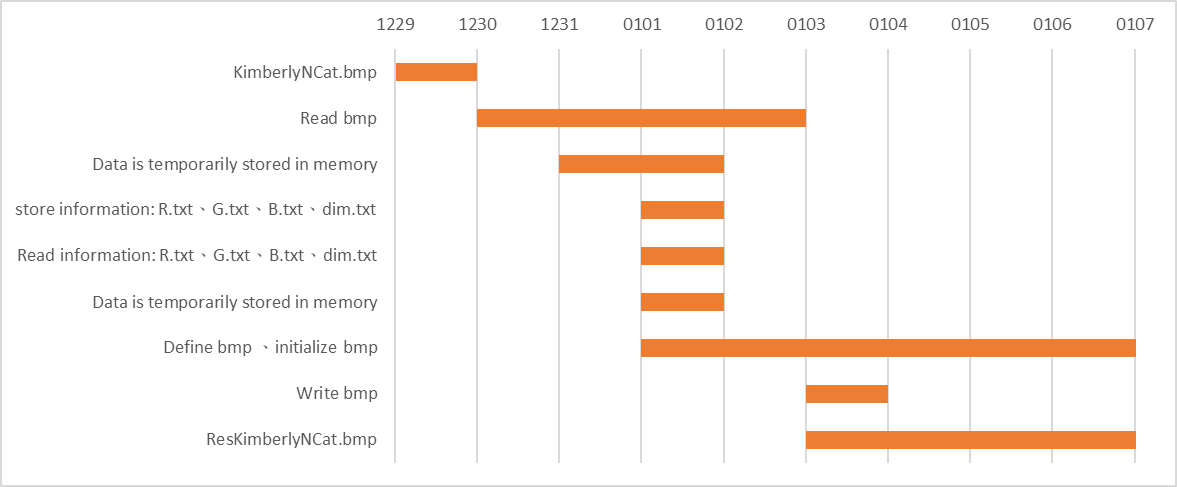 1229 1230 1231 0101 0102 0103 0104 0105 0106 0107
KimberlyNCat.bmp
Read bmp
Data is temporarily stored in memory
store information: R.txt、G.txt、B.txt、dim.txt
Read information: R.txt、G.txt、B.txt、dim.txt
Data is temporarily stored in memory
Define bmp 、initialize bmp
Write bmp
ResKimberlyNCat.bmp